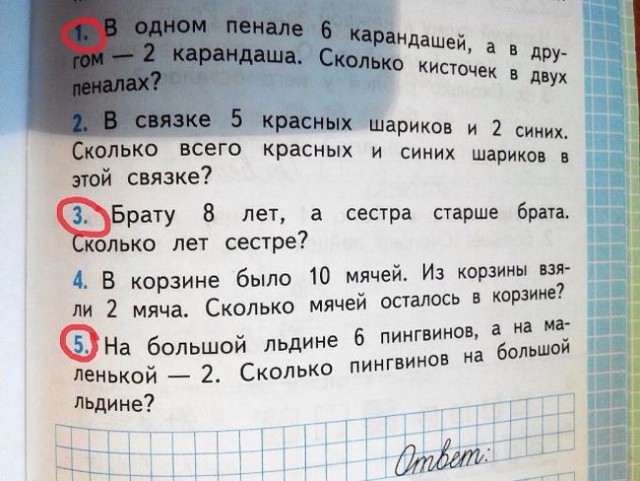 1. В одном пенале 6 карандашей, а в дру-
гом — 2 карандаша. Сколько кисточек в двух
пеналах?
2. В связке 5 красных шариков и 2 синих.
Сколько всего красных и синих шариков в
этой связке?
3. Брату 8 лет, а сестра старше брата.
Сколько лет сестре?
4. В корзине было 10 мячей. Из корзины взя-
ли 2 мяча. Сколько мячей осталось в корзине?
5. На большой льдине 6 пингвинов, а на ма-
ленькой — 2. Сколько пингвинов на большой
льдине?
Ответ: